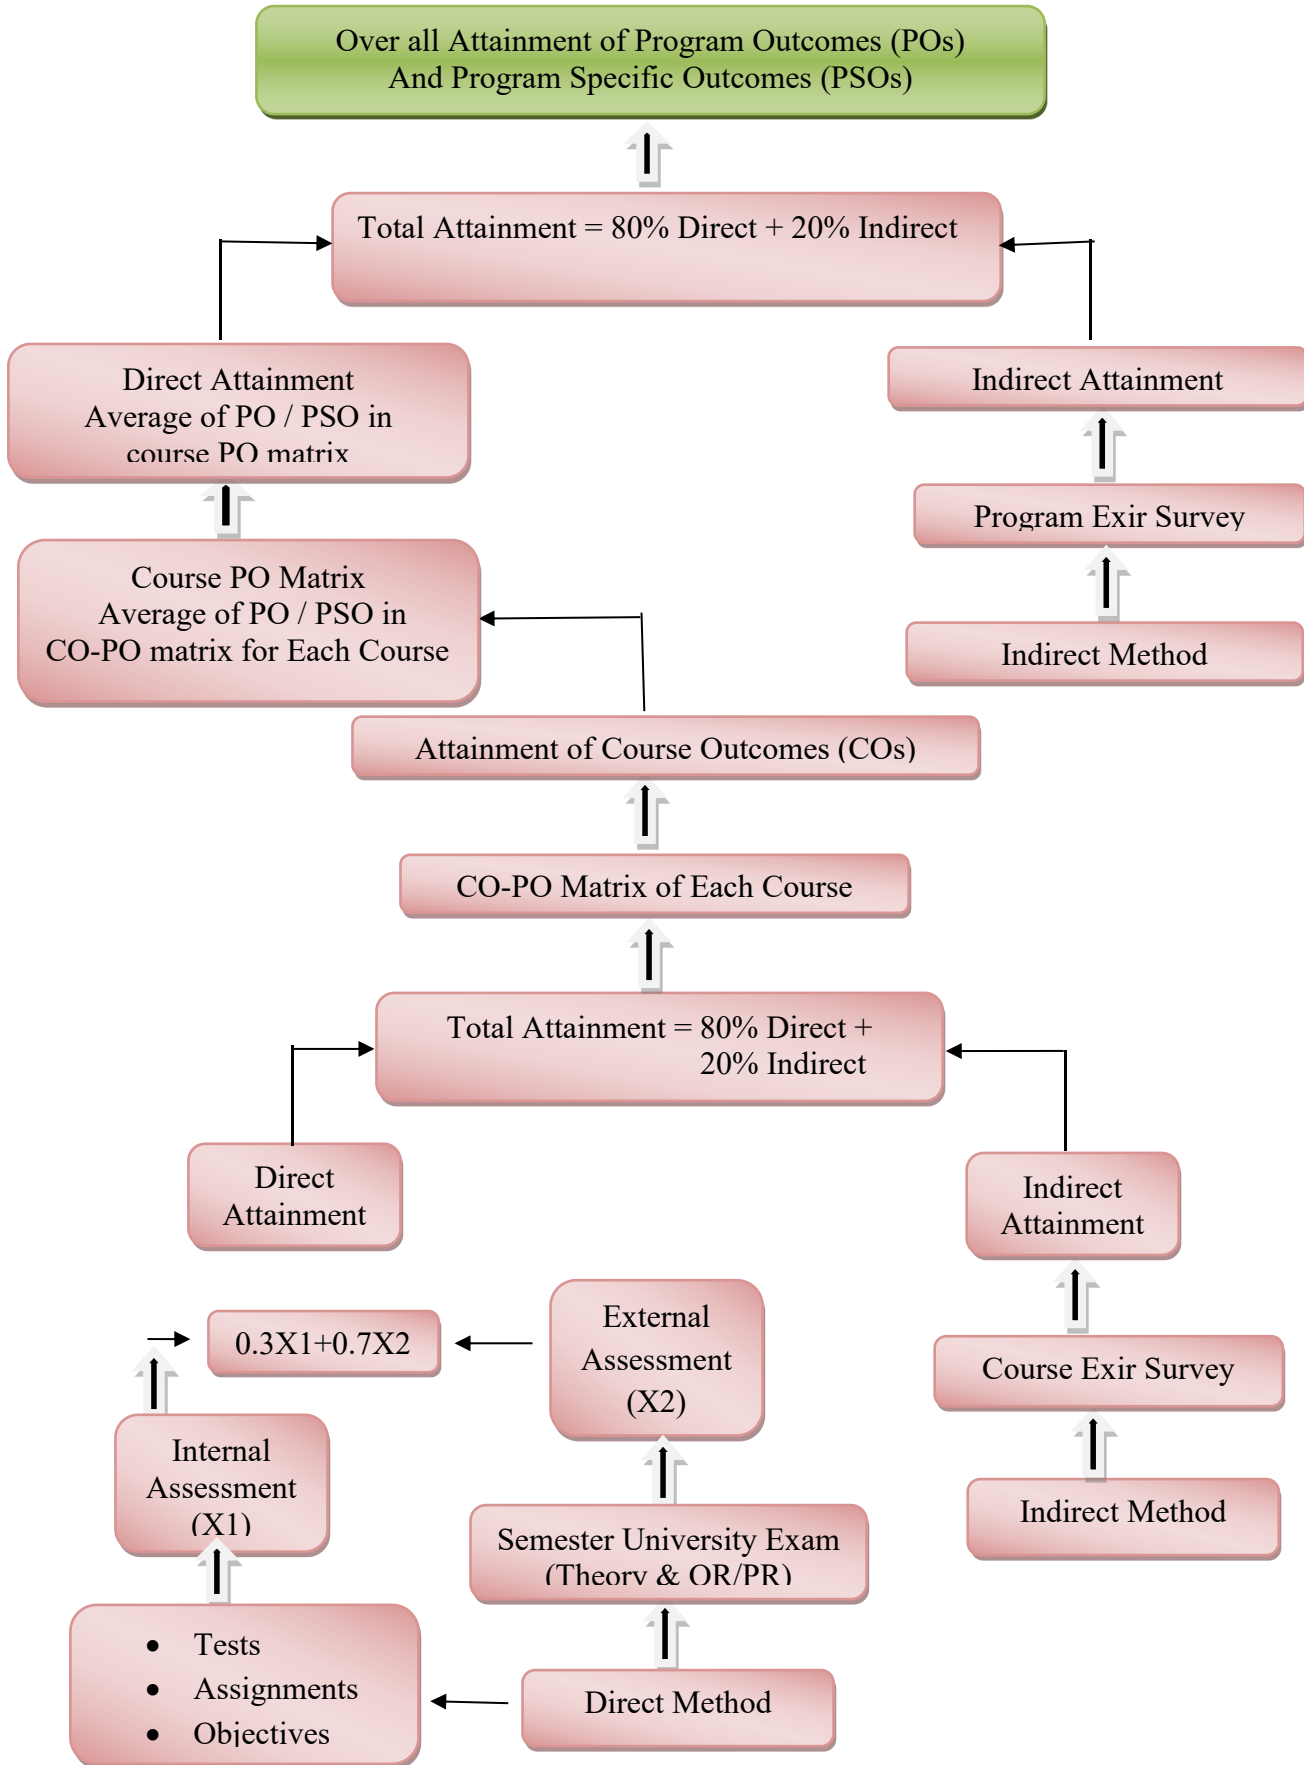 Over all Attainment of Program Outcomes (POs)
And Program Specific Outcomes (PSOs)
Total Attainment = 80% Direct + 20% Indirect
Direct Attainment
Average of PO / PSO in
course PO matrix
Indirect Attainment
Program Exir Survey
Course PO Matrix
Average of PO / PSO in
CO-PO matrix for Each Course
Indirect Method
Attainment of Course Outcomes (COs)
CO-PO Matrix of Each Course
Total Attainment = 80% Direct +
20% Indirect
Direct
Attainment
Indirect
Attainment
0.3X1+0.7X2
External
Assessment
(X2)
Course Exir Survey
Internal
Assessment
(X1)
Semester University Exam
(Theory & OR/PR)
Indirect Method
• Tests
• Assignments
• Objectives
Direct Method